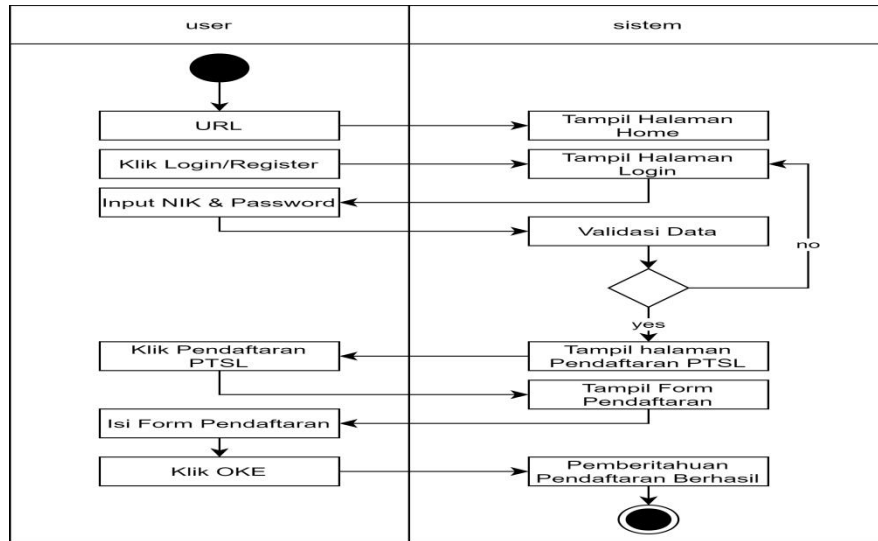 user
sistem
URL
Tampil Halaman
Home
Klik Login/Register
Tampil Halaman
Login
Input NIK & Password
Validasi Data
no
yes
Klik Pendaftaran
PTSL
Tampil halaman
Pendaftaran PTSL
Tampil Form
Pendaftaran
Isi Form Pendaftaran
Klik OKE
Pemberitahuan
Pendaftaran Berhasil